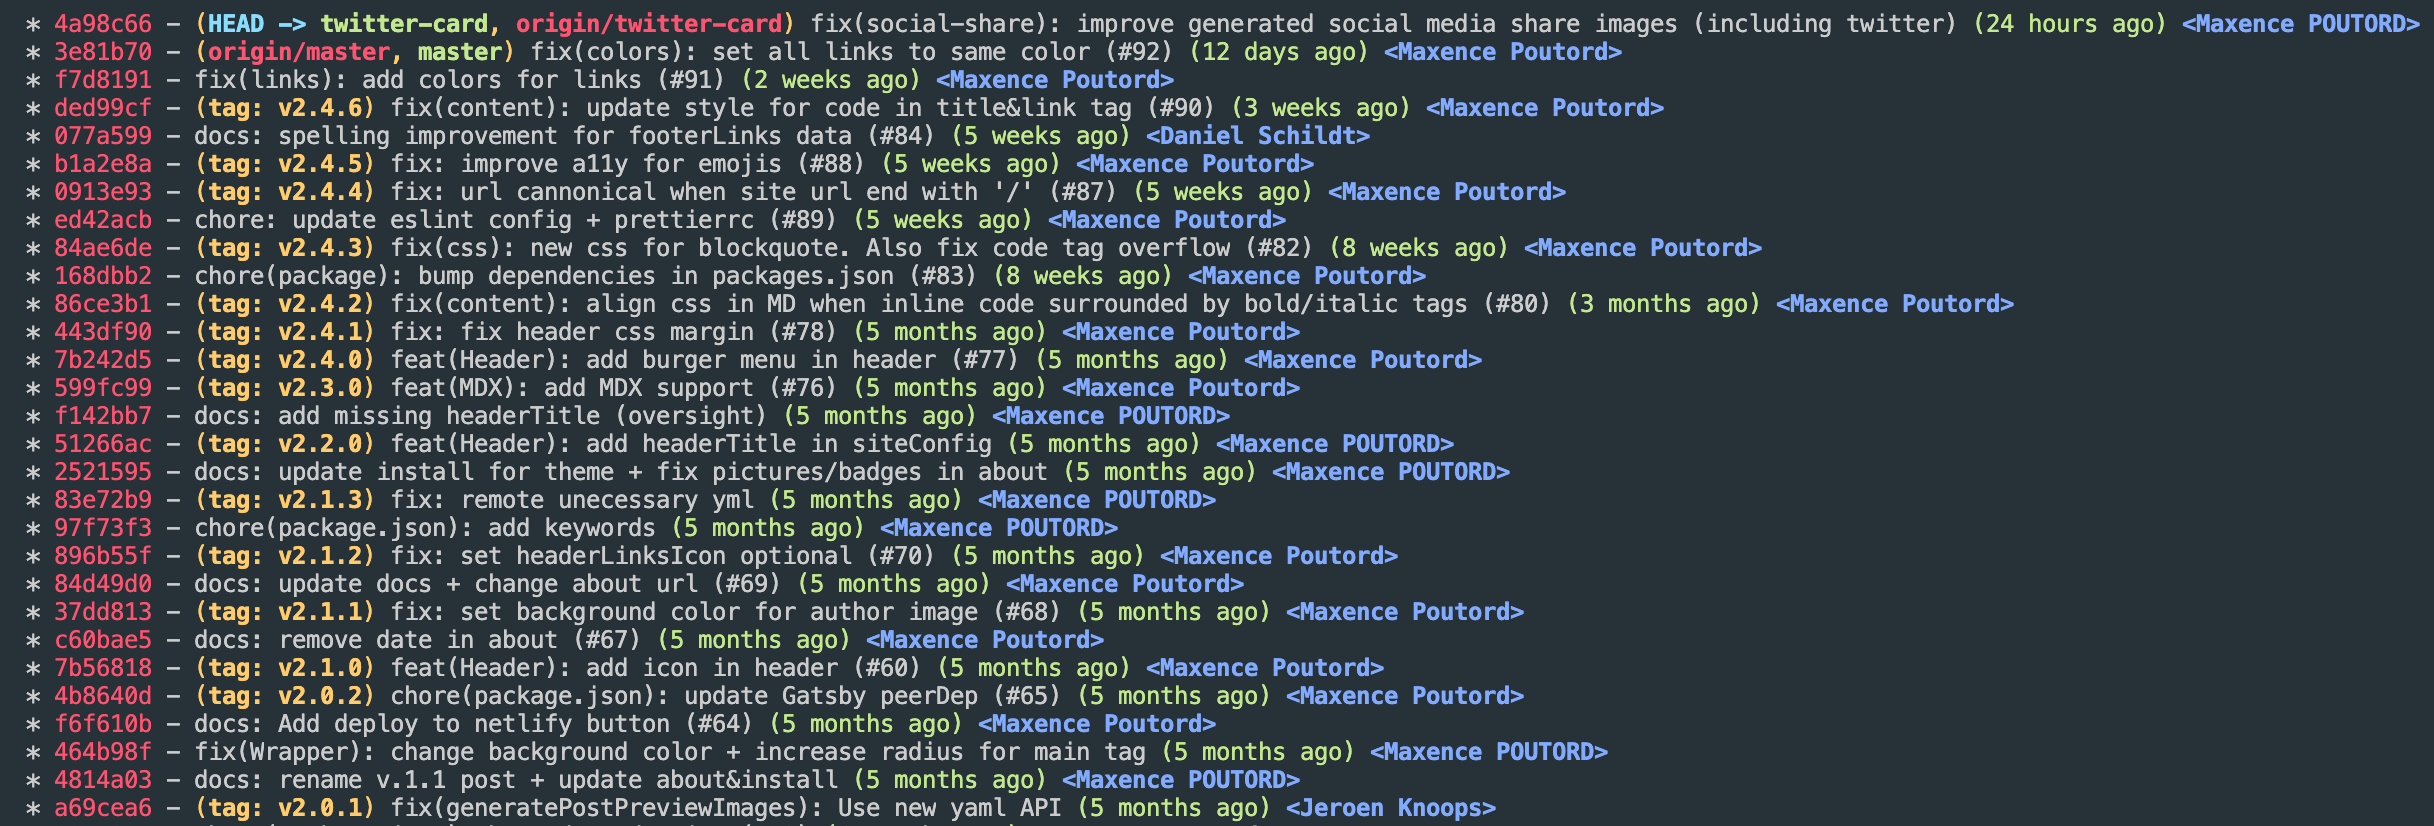 * 4a98c66 - (HEAD -> twitter-card, origin/twitter-card) fix(social-share): improve generated social media share images (including twitter) (24 hours ago) <Maxence POUTORD>
* 3e81b70 - (origin/master, master) fix(colors): set all links to same color (#92) (12 days ago) <Maxence Poutord>
* f7d8191 - fix(links): add colors for links (#91) (2 weeks ago) <Maxence Poutord>
* ded99cf - (tag: v2.4.6) fix(content): update style for code in title&link tag (#90) (3 weeks ago) <Maxence Poutord>
* 077a599 - docs: spelling improvement for footerLinks data (#84) (5 weeks ago) <Daniel Schildt>
* b1a2e8a - (tag: v2.4.5) fix: improve a11y for emojis (#88) (5 weeks ago) <Maxence Poutord>
* 0913e93 - (tag: v2.4.4) fix: url cannonical when site url end with '/' (#87) (5 weeks ago) <Maxence Poutord>
* ed42acb - chore: update eslint config + prettierrc (#89) (5 weeks ago) <Maxence Poutord>
* 84ae6de - (tag: v2.4.3) fix(css): new css for blockquote. Also fix code tag overflow (#82) (8 weeks ago) <Maxence Poutord>
* 168dbb2 - chore(package): bump dependencies in packages.json (#83) (8 weeks ago) <Maxence Poutord>
* 86ce3b1 - (tag: v2.4.2) fix(content): align css in MD when inline code surrounded by bold/italic tags (#80) (3 months ago) <Maxence Poutord>
* 443df90 - (tag: v2.4.1) fix: fix header css margin (#78) (5 months ago) <Maxence Poutord>
* 7b242d5 - (tag: v2.4.0) feat(Header): add burger menu in header (#77) (5 months ago) <Maxence Poutord>
* 599fc99 - (tag: v2.3.0) feat(MDX): add MDX support (#76) (5 months ago) <Maxence Poutord>
* f142bb7 - docs: add missing headerTitle (oversight) (5 months ago) <Maxence POUTORD>
* 51266ac - (tag: v2.2.0) feat(Header): add headerTitle in siteConfig (5 months ago) <Maxence POUTORD>
* 2521595 - docs: update install for theme + fix pictures/badges in about (5 months ago) <Maxence POUTORD>
* 83e72b9 - (tag: v2.1.3) fix: remote unecessary yml (5 months ago) <Maxence POUTORD>
* 97f73f3 - chore(package.json): add keywords (5 months ago) <Maxence POUTORD>
* 896b55f - (tag: v2.1.2) fix: set headerLinksIcon optional (#70) (5 months ago) <Maxence Poutord>
* 84d49d0 - docs: update docs + change about url (#69) (5 months ago) <Maxence Poutord>
* 37dd813 - (tag: v2.1.1) fix: set background color for author image (#68) (5 months ago) <Maxence Poutord>
* c60bae5 - docs: remove date in about (#67) (5 months ago) <Maxence Poutord>
* 7b56818 - (tag: v2.1.0) feat(Header): add icon in header (#60) (5 months ago) <Maxence Poutord>
* 4b8640d - (tag: v2.0.2) chore(package.json): update Gatsby peerDep (#65) (5 months ago) <Maxence Poutord>
* f6f610b - docs: Add deploy to netlify button (#64) (5 months ago) <Maxence Poutord>
* 464b98f - fix(Wrapper): change background color + increase radius for main tag (5 months ago) <Maxence POUTORD>
* 4814a03 - docs: rename v.1.1 post + update about&install (5 months ago) <Maxence POUTORD>
* a69cea6 - (tag: v2.0.1) fix(generatePostPreviewImages): Use new yaml API (5 months ago) <Jeroen Knoops>